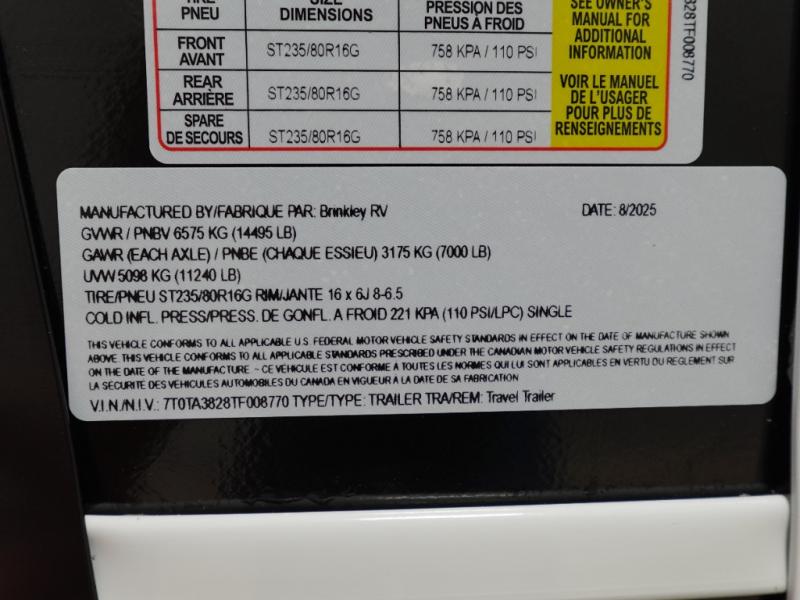 TIRE SIZE
PNEU DIMENSIONS PRESSION DES
PNEUS À FROID
SEE OWNER'S
MANUAL FOR
ADDITIONAL
INFORMATION
FRONT
AVANT ST235/80R16G 758 KPA / 110 PSI
REAR
ARRIÈRE ST235/80R16G 758 KPA / 110 PSI
SPARE
DE SECOURS ST235/80R16G 758 KPA / 110 PSI
VOIR LE MANUEL
DE L'USAGER
POUR PLUS DE
RENSEIGNEMENTS
828TF008770
MANUFACTURED BY/FABRIQUE PAR: Brinkley RV DATE: 8/2025
GVWR / PNBV 6575 KG (14495 LB)
GAWR (EACH AXLE) / PNBE (CHAQUE ESSIEU) 3175 KG (7000 LB)
UVW 5098 KG (11240 LB)
TIRE/PNEU ST235/80R16G RIM/JANTE 16 x 6J 8-6.5
COLD INFL. PRESS/PRESS. DE GONFL. A FROID 221 KPA (110 PSI/LPC) SINGLE
THIS VEHICLE CONFORMS TO ALL APPLICABLE U.S. FEDERAL MOTOR VEHICLE SAFETY STANDARDS IN EFFECT ON THE DATE OF MANUFACTURE SHOWN
ABOVE. THIS VEHICLE CONFORMS TO ALL APPLICABLE STANDARDS PRESCRIBED UNDER THE CANADIAN MOTOR VEHICLE SAFETY REGULATIONS IN EFFECT
ON THE DATE OF THE MANUFACTURE - CE VEHICULE EST CONFORME A TOUTES LES NORMES QUI LUI SONT APPLICABLES EN VERTU DU REGLEMENT SUR
LA SECURITE DES VEHICULES AUTOMOBILES DU CANADA EN VIGUEUR A LA DATE DE SA FABRICATION
V.I.N./N.I.V.: 7T0TA3828TF008770 TYPE/TYPE: TRAILER TRA/REM: Travel Trailer